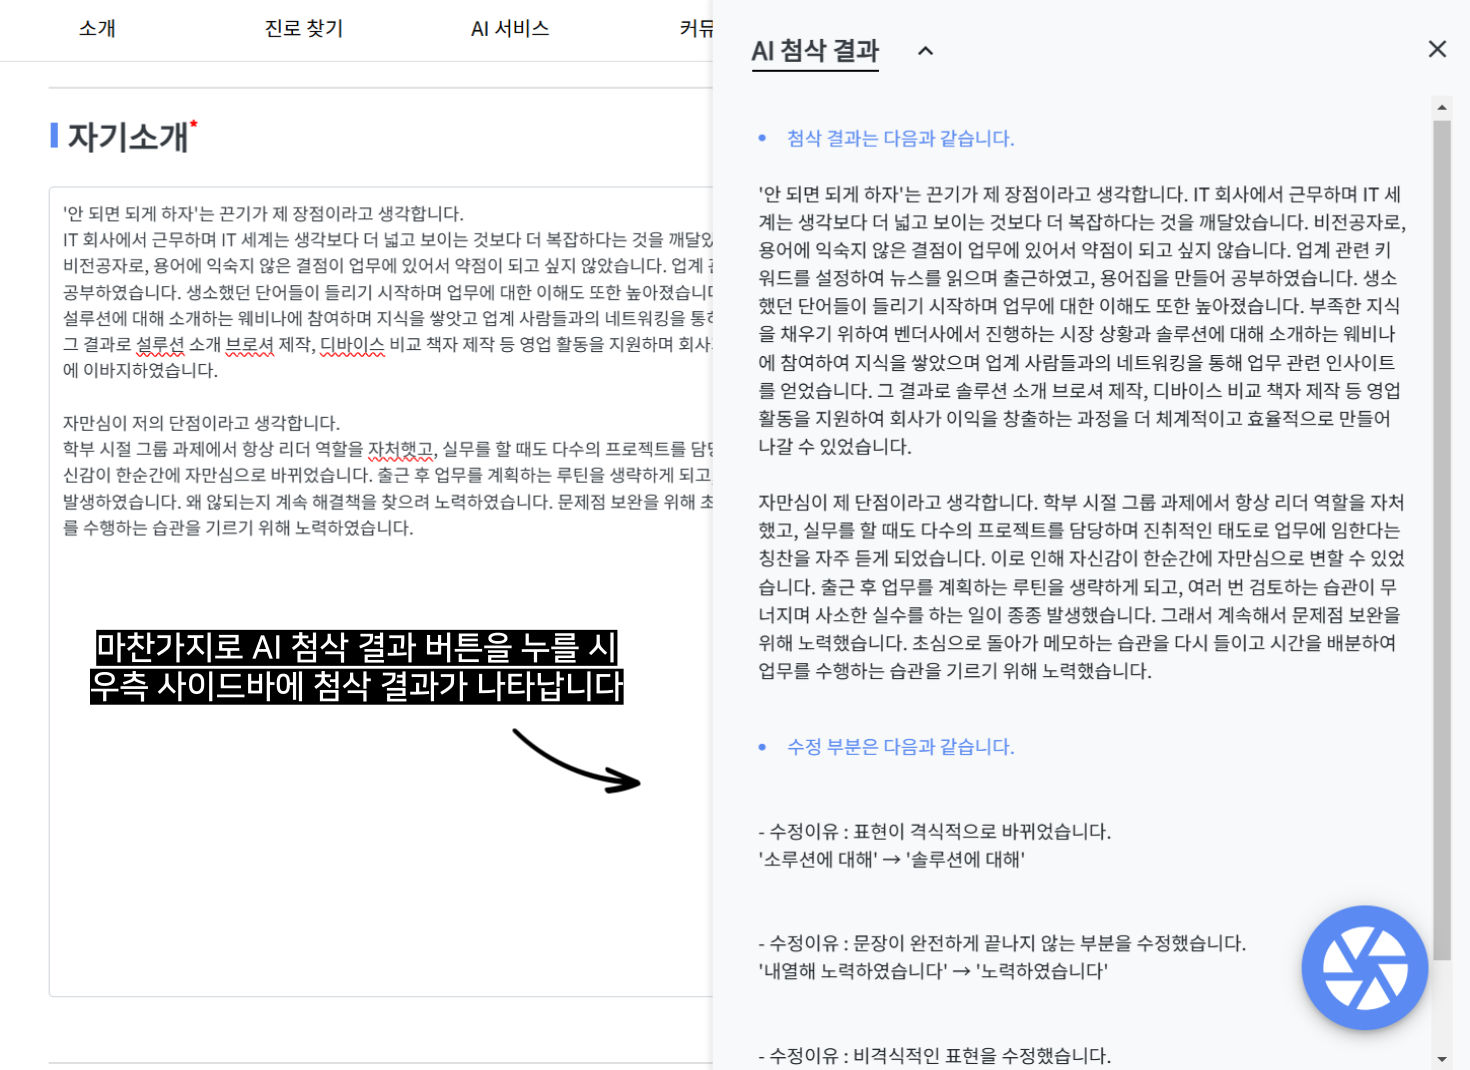 소개 진로 찾기 AI 서비스 커뮤
자기소개*
'안 되면 되게 하자'는 끈기가 제 장점이라고 생각합니다.
IT 회사에서 근무하며 IT 세계는 생각보다 더 넓고 보이는 것보다 더 복잡하다는 것을 깨달았
비전공자로, 용어에 익숙지 않은 결점이 업무에 있어서 약점이 되고 싶지 않았습니다. 업계
공부하였습니다. 생소했던 단어들이 들리기 시작하며 업무에 대한 이해도 또한 높아졌습니다
설루션에 대해 소개하는 웨비나에 참여하며 지식을 쌓앗고 업계 사람들과의 네트워킹을 통해
그 결과로 설루션 소개 브로셔 제작, 디바이스 비교 책자 제작 등 영업 활동을 지원하며 회사
에 이바지하였습니다.
자만심이 저의 단점이라고 생각합니다.
학부 시절 그룹 과제에서 항상 리더 역할을 자처했고, 실무를 할 때도 다수의 프로젝트를 담당
신감이 한순간에 자만심으로 바뀌었습니다. 출근 후 업무를 계획하는 루틴을 생략하게 되고,
발생하였습니다. 왜 않되는지 계속 해결책을 찾으려 노력하였습니다. 문제점 보완을 위해 초
를 수행하는 습관을 기르기 위해 노력하였습니다.
마찬가지로 AI 첨삭 결과 버튼을 누를 시
우측 사이드바에 첨삭 결과가 나타납니다
AI 첨삭 결과
• 첨삭 결과는 다음과 같습니다.
'안 되면 되게 하자'는 끈기가 제 장점이라고 생각합니다. IT 회사에서 근무하며 IT 세
계는 생각보다 더 넓고 보이는 것보다 더 복잡하다는 것을 깨달았습니다. 비전공자로,
용어에 익숙지 않은 결점이 업무에 있어서 약점이 되고 싶지 않습니다. 업계 관련 키
워드를 설정하여 뉴스를 읽으며 출근하였고, 용어집을 만들어 공부하였습니다. 생소
했던 단어들이 들리기 시작하며 업무에 대한 이해도 또한 높아졌습니다. 부족한 지식
을 채우기 위하여 벤더사에서 진행하는 시장 상황과 솔루션에 대해 소개하는 웨비나
에 참여하여 지식을 쌓았으며 업계 사람들과의 네트워킹을 통해 업무 관련 인사이트
를 얻었습니다. 그 결과로 솔루션 소개 브로셔 제작, 디바이스 비교 책자 제작 등 영업
활동을 지원하여 회사가 이익을 창출하는 과정을 더 체계적이고 효율적으로 만들어
나갈 수 있었습니다.
자만심이 제 단점이라고 생각합니다. 학부 시절 그룹 과제에서 항상 리더 역할을 자처
했고, 실무를 할 때도 다수의 프로젝트를 담당하며 진취적인 태도로 업무에 임한다는
칭찬을 자주 듣게 되었습니다. 이로 인해 자신감이 한순간에 자만심으로 변할 수 있었
습니다. 출근 후 업무를 계획하는 루틴을 생략하게 되고, 여러 번 검토하는 습관이 무
너지며 사소한 실수를 하는 일이 종종 발생했습니다. 그래서 계속해서 문제점 보완을
위해 노력했습니다. 초심으로 돌아가 메모하는 습관을 다시 들이고 시간을 배분하여
업무를 수행하는 습관을 기르기 위해 노력했습니다.
• 수정 부분은 다음과 같습니다.
- 수정이유 : 표현이 격식적으로 바뀌었습니다.
'소루션에 대해' → '솔루션에 대해'
- 수정이유 : 문장이 완전하게 끝나지 않는 부분을 수정했습니다.
'내열해 노력하였습니다' → '노력하였습니다'
- 수정이유 : 비격식적인 표현을 수정했습니다.